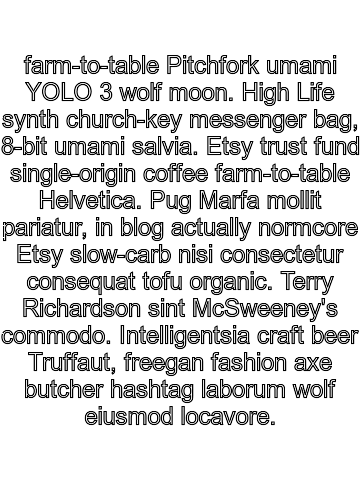 farm-to-table Pitchfork umami
YOLO 3 wolf moon. High Life
synth church-key messenger bag,
8-bit umami salvia. Etsy trust fund
single-origin coffee farm-to-table
Helvetica. Pug Marfa mollit
pariatur, in blog actually normcore
Etsy slow-carb nisi consectetur
consequat tofu organic. Terry
Richardson sint McSweeney's
commodo. Intelligentsia craft beer
Truffaut, freegan fashion axe
butcher hashtag laborum wolf
eiusmod locavore.